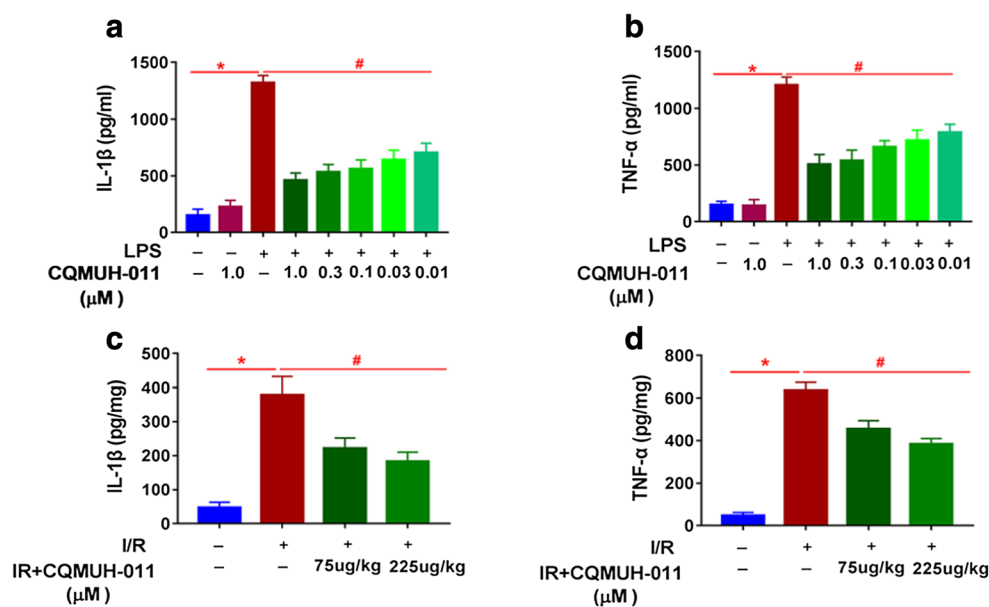 a
*
#
IL-1β (pg/ml)
1500
1000
500
0
LPS – – + + + + + +
CQMUH-011 – 1.0 – 1.0 0.3 0.1 0.03 0.01
(μM )
b
*
#
TNF-α (pg/ml)
1500
1000
500
0
LPS – – + + + + + +
CQMUH-011 – 1.0 – 1.0 0.3 0.1 0.03 0.01
(μM )
c
*
#
IL-1β (pg/mg)
500
400
300
200
100
0
I/R – + + +
IR+CQMUH-011 – – 75ug/kg 225ug/kg
(μM )
d
*
#
TNF-α (pg/mg)
800
600
400
200
0
I/R – + + +
IR+CQMUH-011 – – 75ug/kg 225ug/kg
(μM )